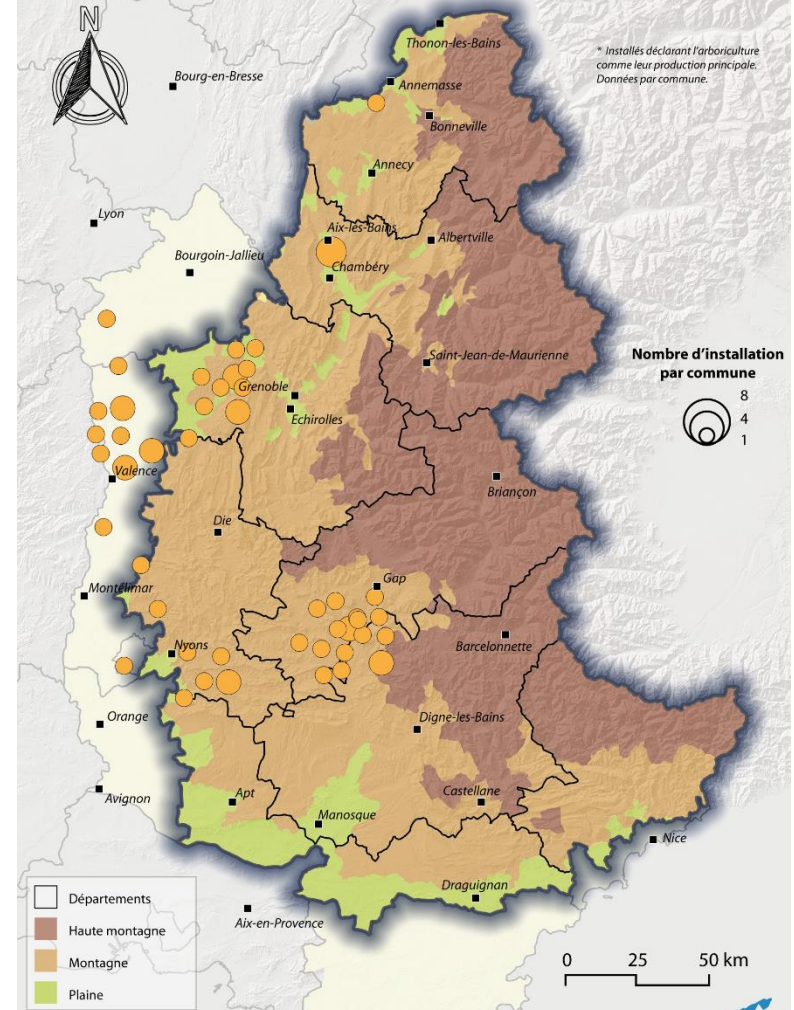 N
Thonon-les-Bains
* Installés déclarant l'arboriculture
comme leur production principale.
Données par commune.
Bourg-en-Bresse
Annemasse
Bonneville
Annecy
Lyon
Aix-les-Bains
Albertville
Bourgoin-Jallieu
Chambéry
Saint-Jean-de-Maurienne
Nombre d'installation
par commune
8
4
1
Grenoble
Echirolles
Valence
Briançon
Die
Gap
Montélimar
Barcelonnette
Nyons
Orange
Digne-les-Bains
Avignon
Apt
Castellane
Manosque
Nice
Draguignan
Aix-en-Provence
Départements
Haute montagne
Montagne
Plaine
0 25 50 km